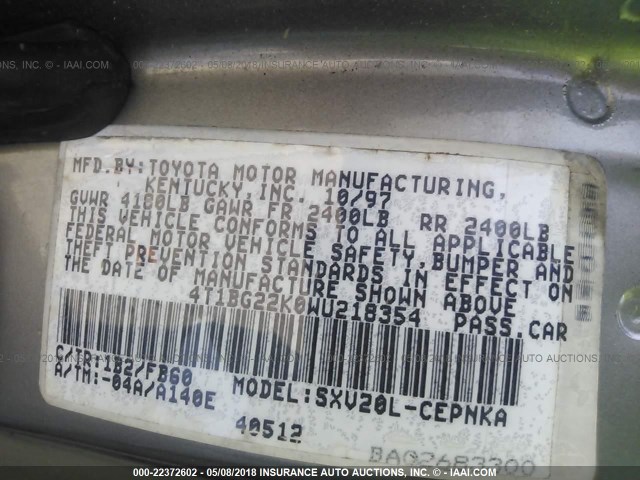 MFD.BY:TOYOTA MOTOR MANUFACTURING,
KENTUCKY,INC. 10/97
GVWR 4180LB GAWR FR 2400LB RR 2400LB
THIS VEHICLE CONFORMS TO ALL APPLICABLE
FEDERAL MOTOR VEHICLE SAFETY,BUMPER AND
THEFT PREVENTION STANDARDS IN EFFECT ON
THE DATE OF MANUFACTURE SHOWN ABOVE
4T1BG22K0WU218354 PASS.CAR
C/TR:1B2/FB60 MODEL:SXV20L-CEPNKA
A/TM:-04A/A140E
40512
000-22372602 - 05/08/2018 INSURANCE AUTO AUCTIONS, INC. © - IAAI.COM